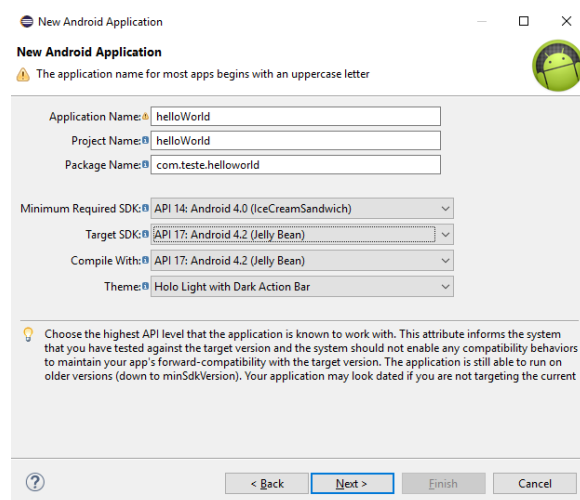 New Android Application
New Android Application
The application name for most apps begins with an uppercase letter
Application Name: helloWorld
Project Name: helloWorld
Package Name: com.teste.helloworld
Minimum Required SDK: API 14: Android 4.0 (IceCreamSandwich)
Target SDK: API 17: Android 4.2 (Jelly Bean)
Compile With: API 17: Android 4.2 (Jelly Bean)
Theme: Holo Light with Dark Action Bar
Choose the highest API level that the application is known to work with. This attribute informs the system
that you have tested against the target version and the system should not enable any compatibility behaviors
to maintain your app's forward-compatibility with the target version. The application is still able to run on
older versions (down to minSdkVersion). Your application may look dated if you are not targeting the current
? < Back Next > Finish Cancel